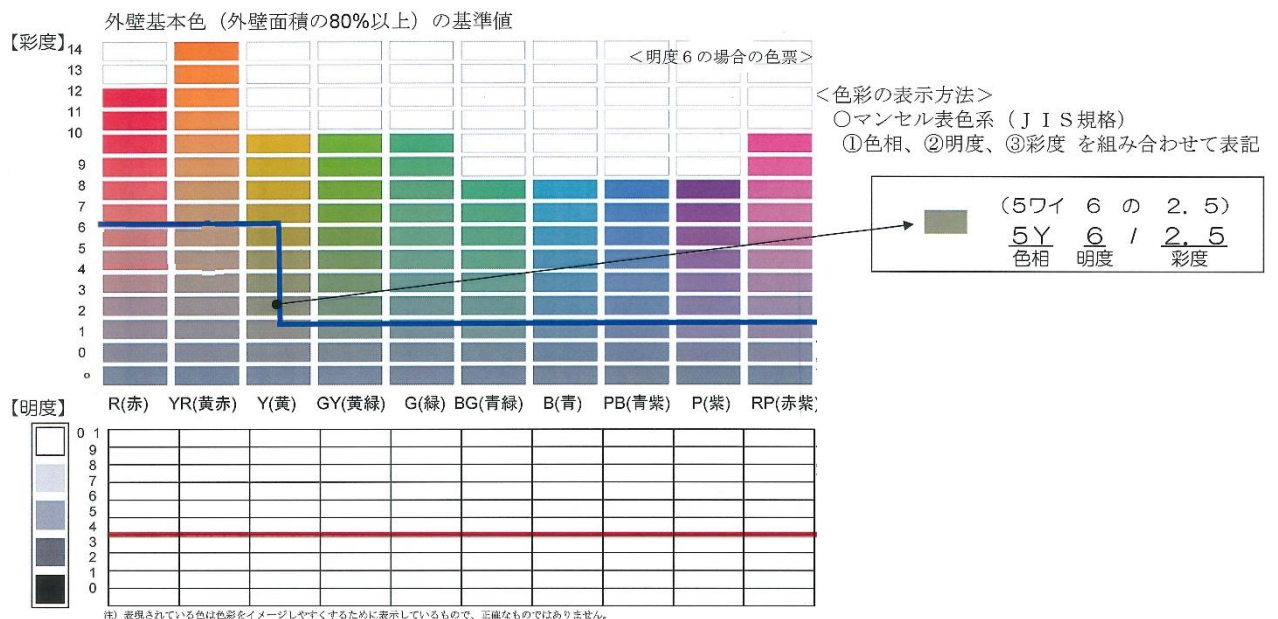 外壁基本色（外壁面積の80%以上）の基準値
【彩度】
＜明度6の場合の色票＞
14
13
12
11
10
9
8
7
6
5
4
3
2
1
0
＜色彩の表示方法＞
○マンセル表色系（ＪＩＳ規格）
①色相、②明度、③彩度 を組み合わせて表記
（5ワイ 6 の 2.5）
5Y 6 / 2.5
色相 明度 彩度
R(赤) YR(黄赤) Y(黄) GY(黄緑) G(緑) BG(青緑) B(青) PB(青紫) P(紫) RP(赤紫)
【明度】
0 1
9
8
7
6
5
4
3
2
1
0
注）表現されている色は色彩をイメージしやすくするために表示しているもので、正確なものではありません。